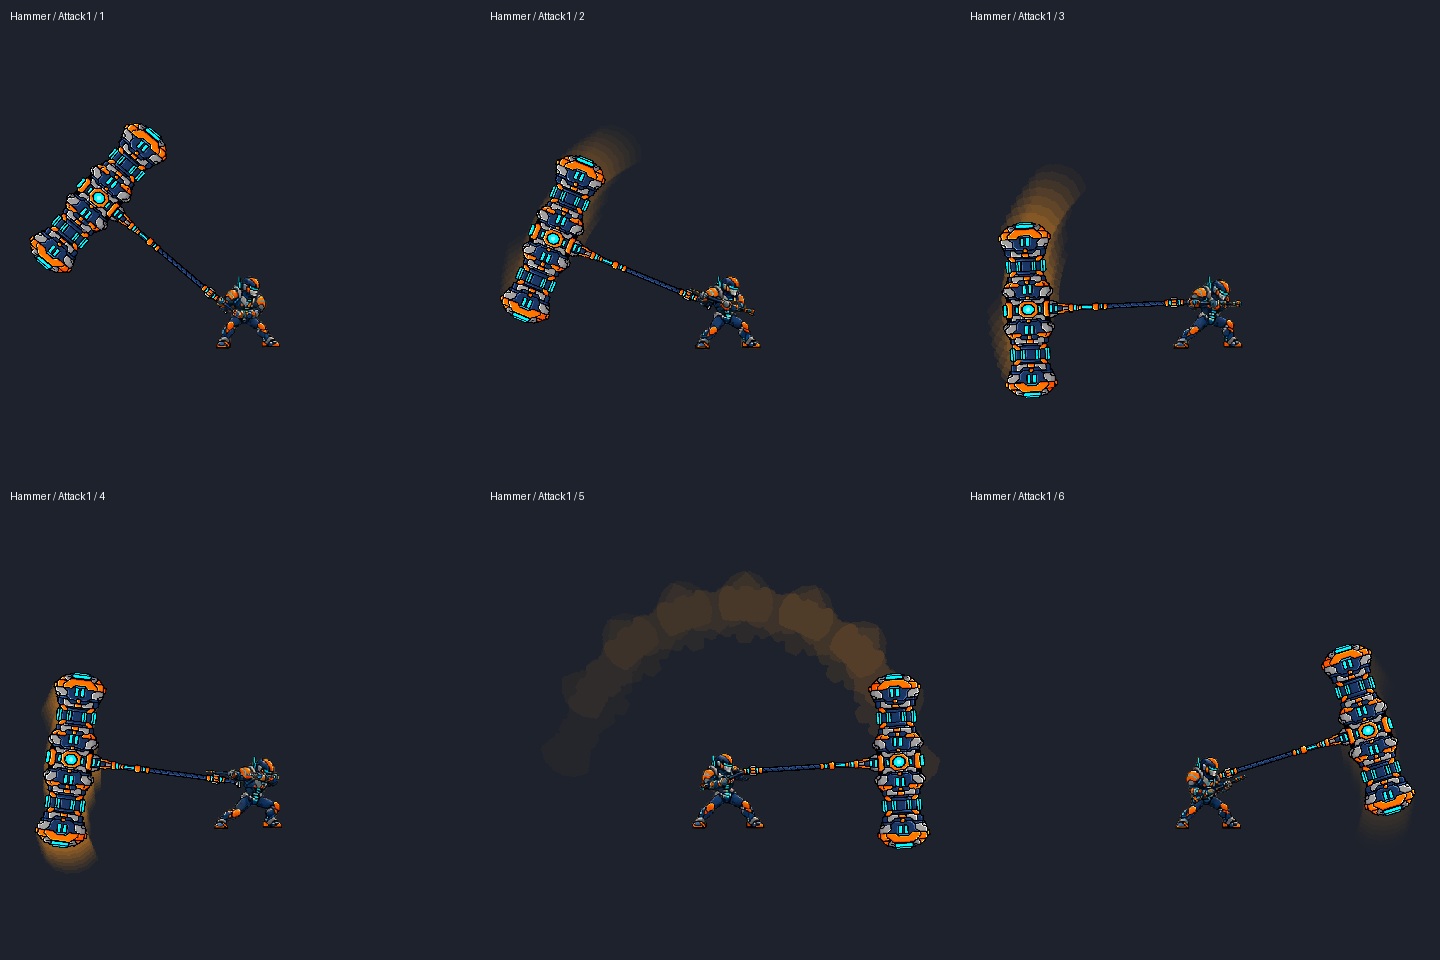 Hammer / Attack1 / 1
Hammer / Attack1 / 2
Hammer / Attack1 / 3
Hammer / Attack1 / 4
Hammer / Attack1 / 5
Hammer / Attack1 / 6